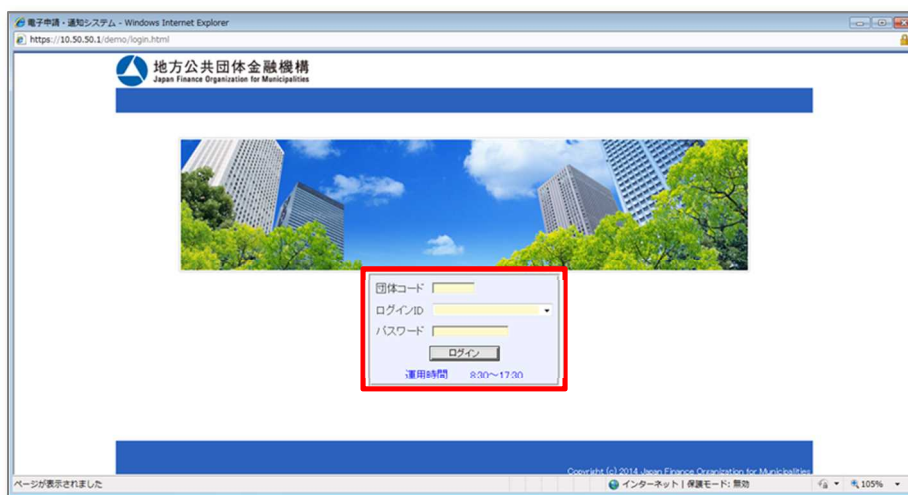 電子申請・通知システム - Windows Internet Explorer
https://10.50.50.1/demo/login.html
地方公共団体金融機構
Japan Finance Organization for Municipalities
団体コード
ログインID
パスワード
ログイン
運用時間 8:30～17:30
Copyright (c) 2014 Japan Finance Organization for Municipalities
ページが表示されました
インターネット | 保護モード: 無効
105%